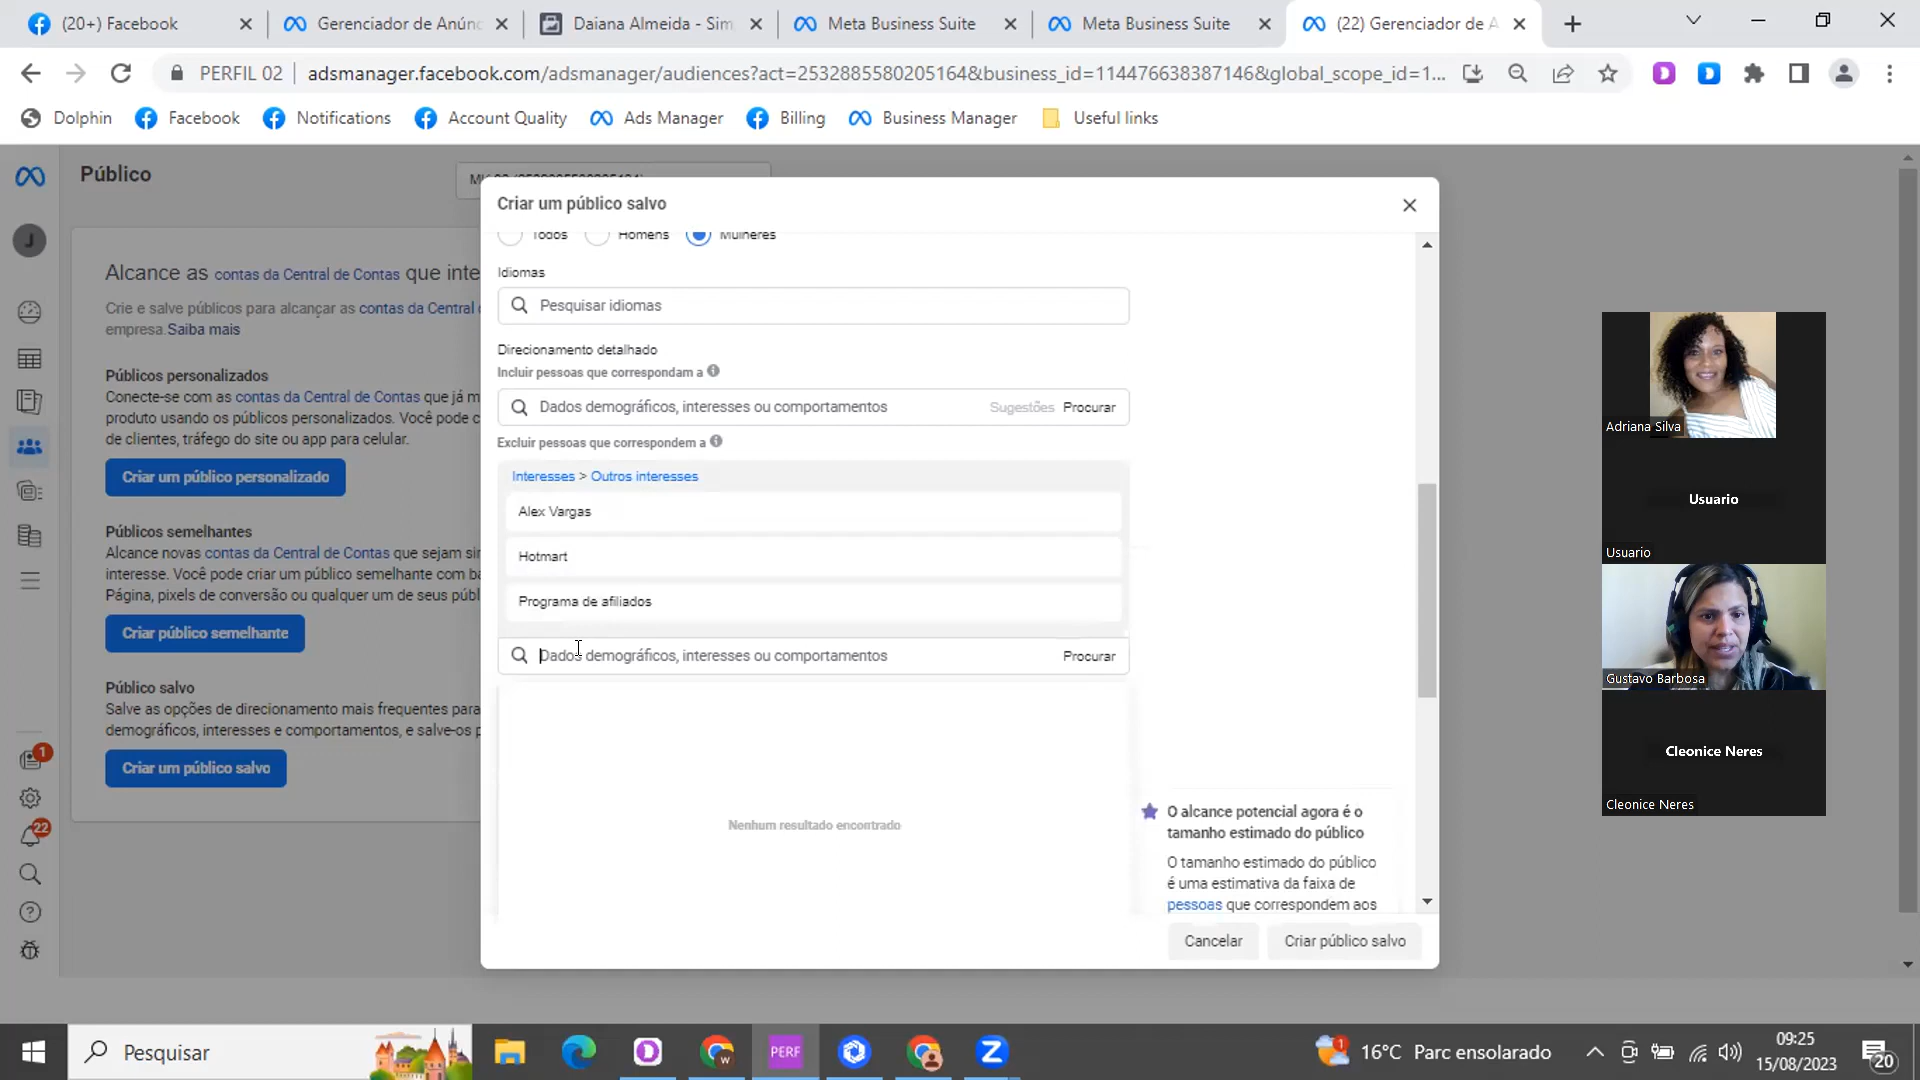 (20+) Facebook
Gerenciador de Anúnc
Daiana Almeida - Sim
Meta Business Suite
Meta Business Suite
(22) Gerenciador de A
PERFIL 02
adsmanager.facebook.com/adsmanager/audiences?act=2532885580205164&business_id=114476638387146&global_scope_id=1...
Dolphin
Facebook
Notifications
Account Quality
Ads Manager
Billing
Business Manager
Useful links
Público
J
Alcance as contas da Central de Contas que inte
Crie e salve públicos para alcançar as contas da Central
empresa.Saiba mais
Públicos personalizados
Conecte-se com as contas da Central de Contas que já m
produto usando os públicos personalizados. Você pode c
de clientes, tráfego do site ou app para celular.
Criar um público personalizado
Públicos semelhantes
Alcance novas contas da Central de Contas que sejam sir
interesse. Você pode criar um público semelhante com ba
Página, pixels de conversão ou qualquer um de seus públ
Criar público semelhante
Público salvo
Salve as opções de direcionamento mais frequentes para
demográficos, interesses e comportamentos, e salve-os p
Criar um público salvo
1
22
Criar um público salvo
Todos
Homens
Mulheres
Idiomas
Pesquisar idiomas
Direcionamento detalhado
Incluir pessoas que correspondam a
Dados demográficos, interesses ou comportamentos
Sugestões
Procurar
Excluir pessoas que correspondem a
Interesses > Outros interesses
Alex Vargas
Hotmart
Programa de afiliados
Dados demográficos, interesses ou comportamentos
Procurar
Nenhum resultado encontrado
O alcance potencial agora é o
tamanho estimado do público
O tamanho estimado do público
é uma estimativa da faixa de
pessoas que correspondem aos
Cancelar
Criar público salvo
Adriana Silva
Usuario
Usuario
Gustavo Barbosa
Cleonice Neres
Cleonice Neres
Pesquisar
PERF
1
16°C Parc ensolarado
09:25
15/08/2023
20